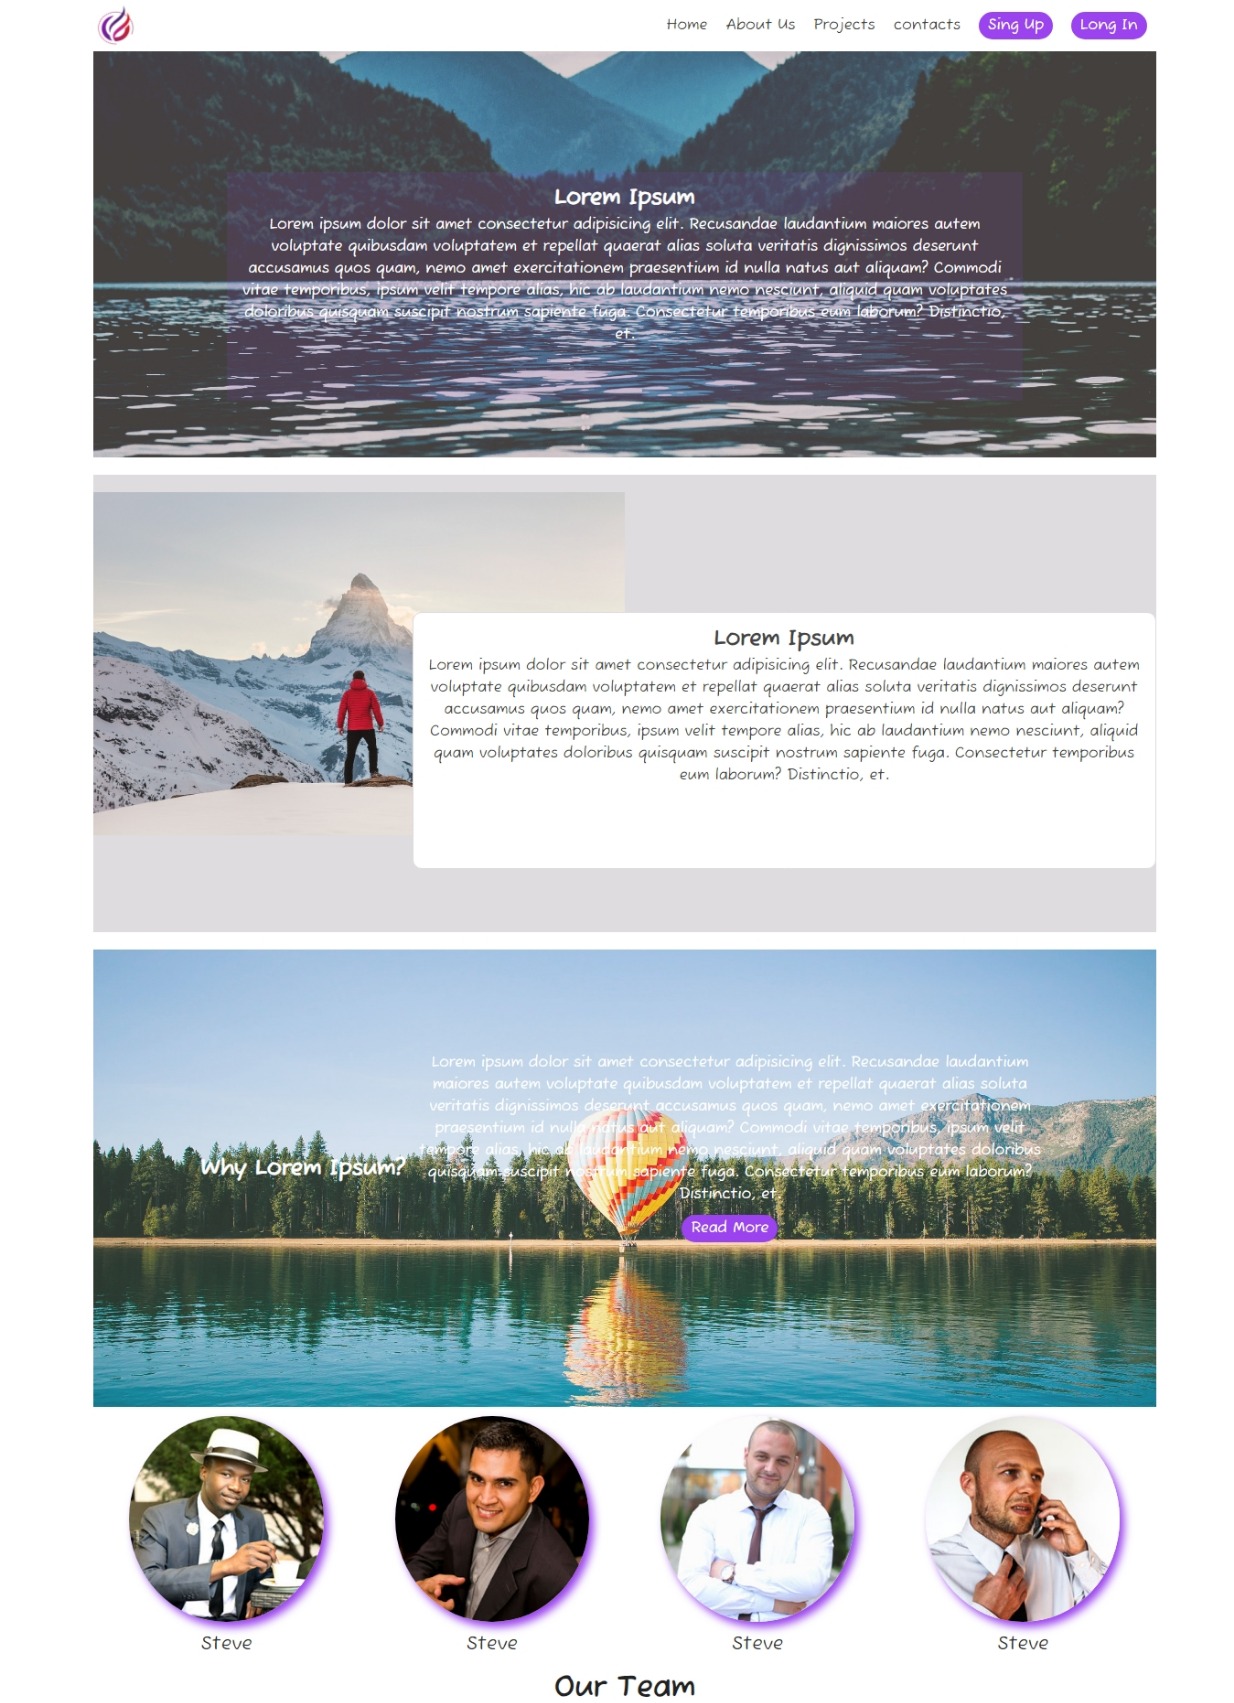 Home About Us Projects contacts Sing Up Long In
Lorem Ipsum
Lorem ipsum dolor sit amet consectetur adipisicing elit. Recusandae laudantium maiores autem
voluptate quibusdam voluptatem et repellat quaerat alias soluta veritatis dignissimos deserunt
accusamus quos quam, nemo amet exercitationem praesentium id nulla natus aut aliquam? Commodi
vitae temporibus, ipsum velit tempore alias, hic ab laudantium nemo nesciunt, aliquid quam voluptates
doloribus quisquam suscipit nostrum sapiente fuga. Consectetur temporibus eum laborum? Distinctio,
et.
Lorem Ipsum
Lorem ipsum dolor sit amet consectetur adipisicing elit. Recusandae laudantium maiores autem
voluptate quibusdam voluptatem et repellat quaerat alias soluta veritatis dignissimos deserunt
accusamus quos quam, nemo amet exercitationem praesentium id nulla natus aut aliquam?
Commodi vitae temporibus, ipsum velit tempore alias, hic ab laudantium nemo nesciunt, aliquid
quam voluptates doloribus quisquam suscipit nostrum sapiente fuga. Consectetur temporibus
eum laborum? Distinctio, et.
Why Lorem Ipsum?
Lorem ipsum dolor sit amet consectetur adipisicing elit. Recusandae laudantium
maiores autem voluptate quibusdam voluptatem et repellat quaerat alias soluta
veritatis dignissimos deserunt accusamus quos quam, nemo amet exercitationem
praesentium id nulla natus aut aliquam? Commodi vitae temporibus, ipsum velit
tempore alias, hic ab laudantium nemo nesciunt, aliquid quam voluptates doloribus
quisquam suscipit nostrum sapiente fuga. Consectetur temporibus eum laborum?
Distinctio, et.
Read More
Steve Steve Steve Steve
Our Team